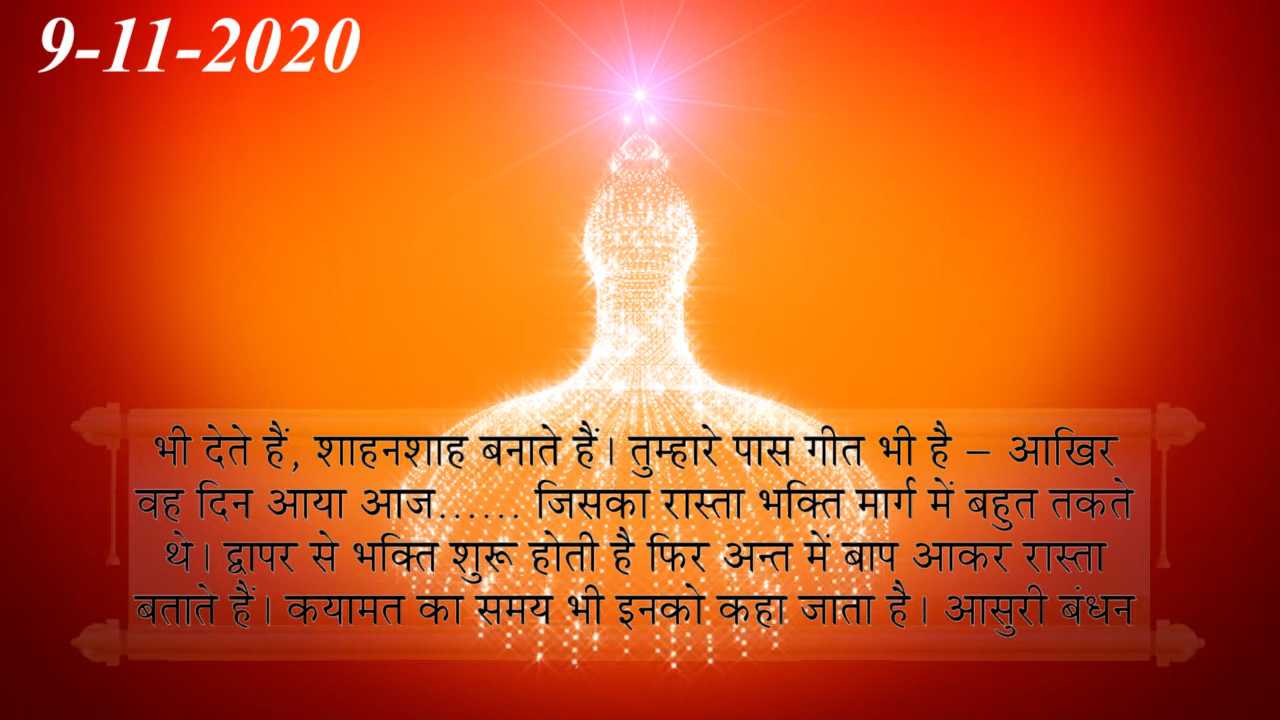 9-11-2020
भी देते हैं, शाहनशाह बनाते हैं। तुम्हारे पास गीत भी है – आखिर
वह दिन आया आज...... जिसका रास्ता भक्ति मार्ग में बहुत तकते
थे। द्वापर से भक्ति शुरू होती है फिर अन्त में बाप आकर रास्ता
बताते हैं। कयामत का समय भी इनको कहा जाता है। आसुरी बंधन